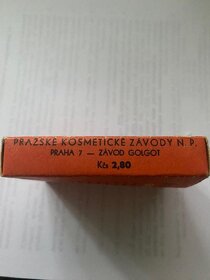 PRAŽSKÉ KOSMETICKÉ ZÁVODY N. P.
PRAHA 7 — ZÁVOD GOLGOT
Kčs 2,80